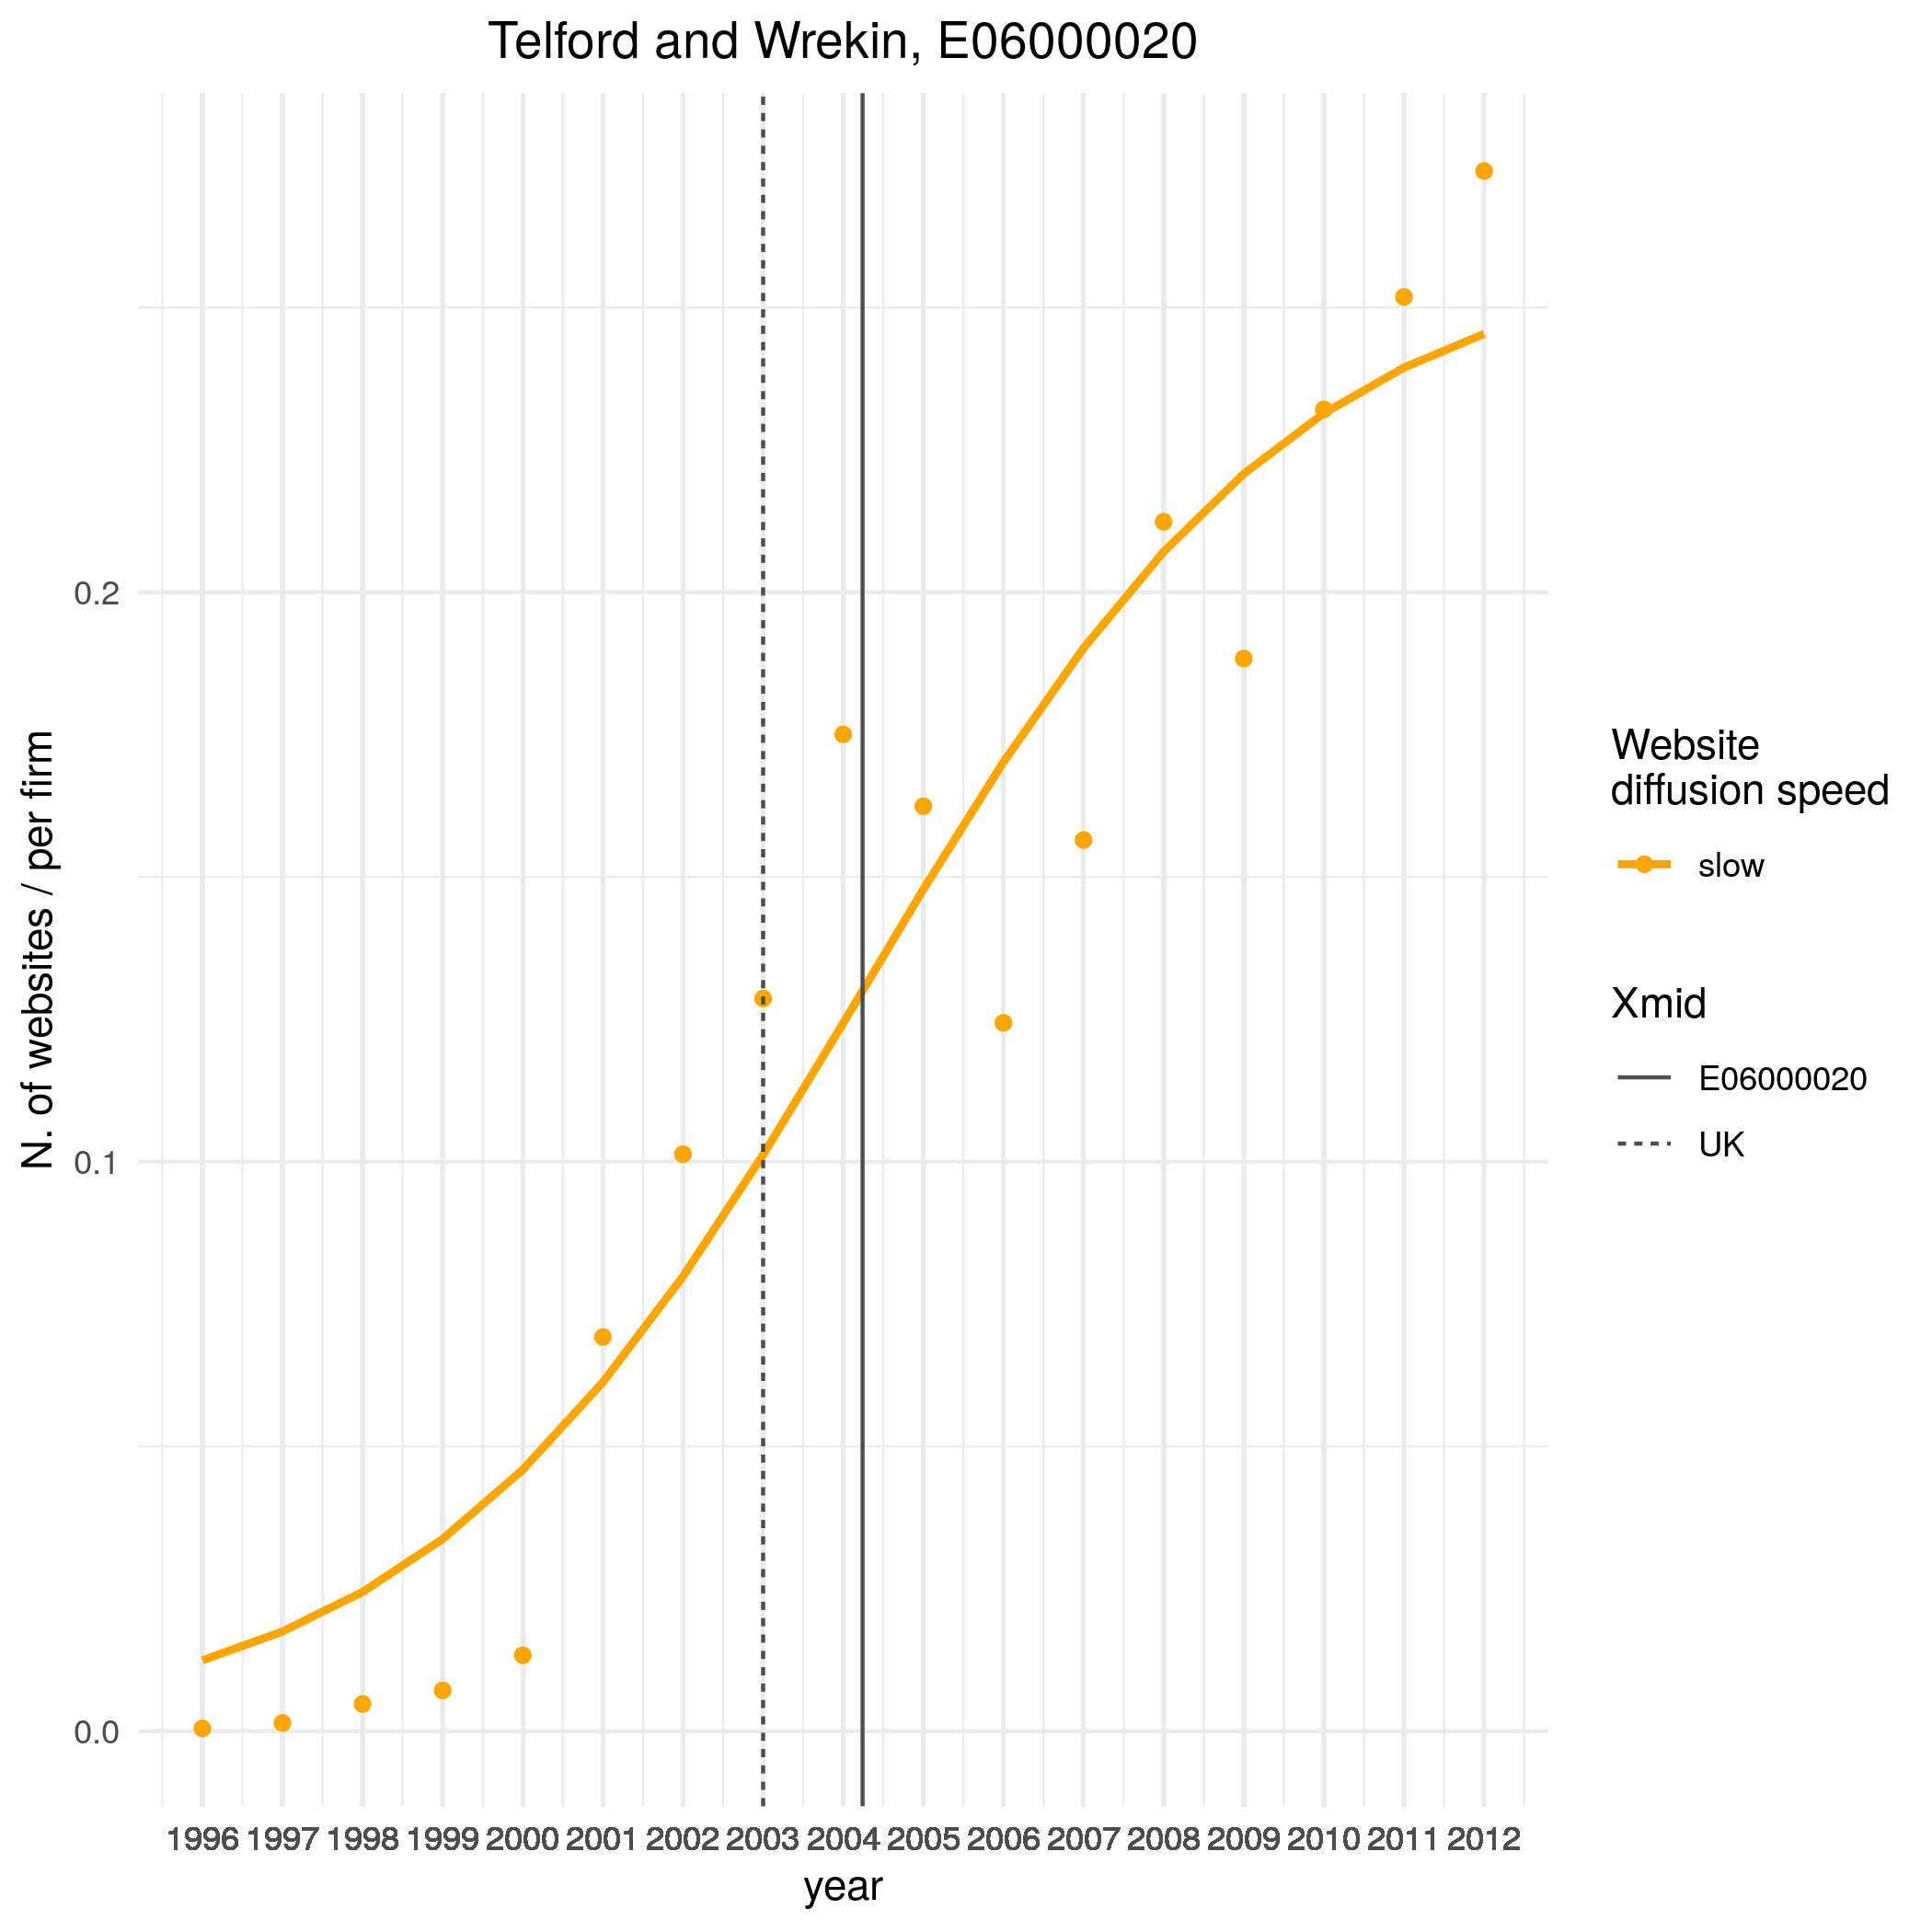 Telford and Wrekin, E06000020
N. of websites / per firm
0.2
0.1
0.0
1996 1997 1998 1999 2000 2001 2002 2003 2004 2005 2006 2007 2008 2009 2010 2011 2012
year
Website
diffusion speed
slow
Xmid
E06000020
UK